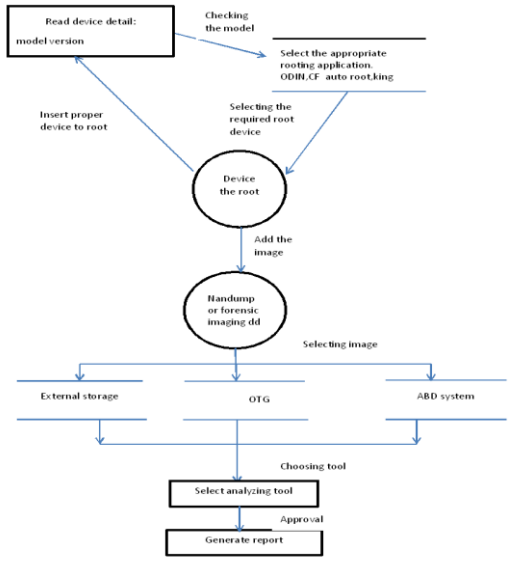 Read device detail:
model version
Checking
the model
Select the appropriate
rooting application.
ODIN,CF auto root,king
Insert proper
device to root
Selecting the
required root
device
Device
the root
Add the
image
Nandump
or forensic
imaging dd
Selecting image
External storage
OTG
ABD system
Choosing tool
Select analyzing tool
Approval
Generate report